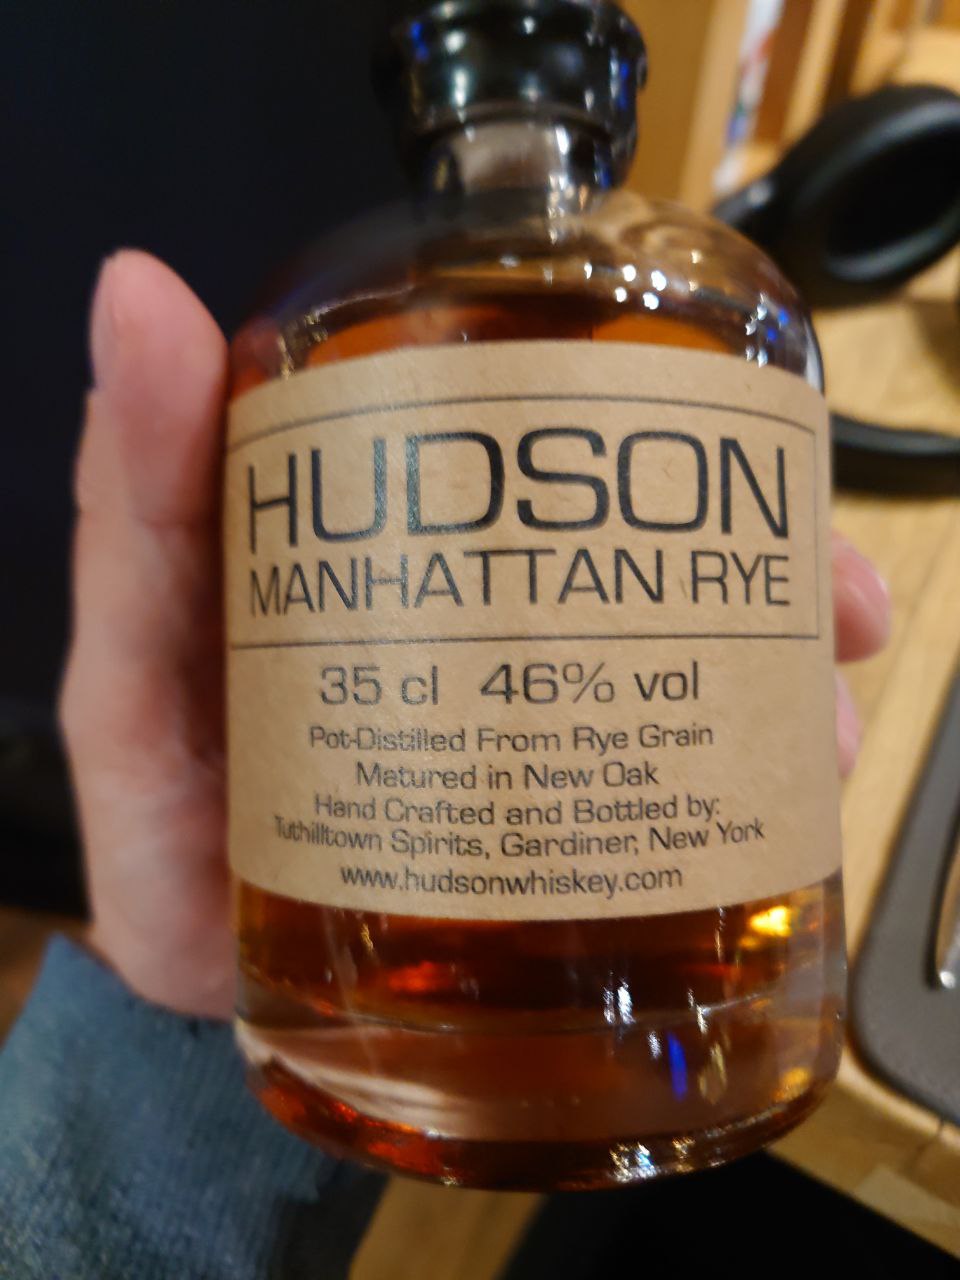 HUDSON
MANHATTAN RYE
35 cl 46% vol
Pot-Distilled From Rye Grain
Matured in New Oak
Hand Crafted and Bottled by:
Tuthilltown Spirits, Gardiner, New York
www.hudsonwhiskey.com